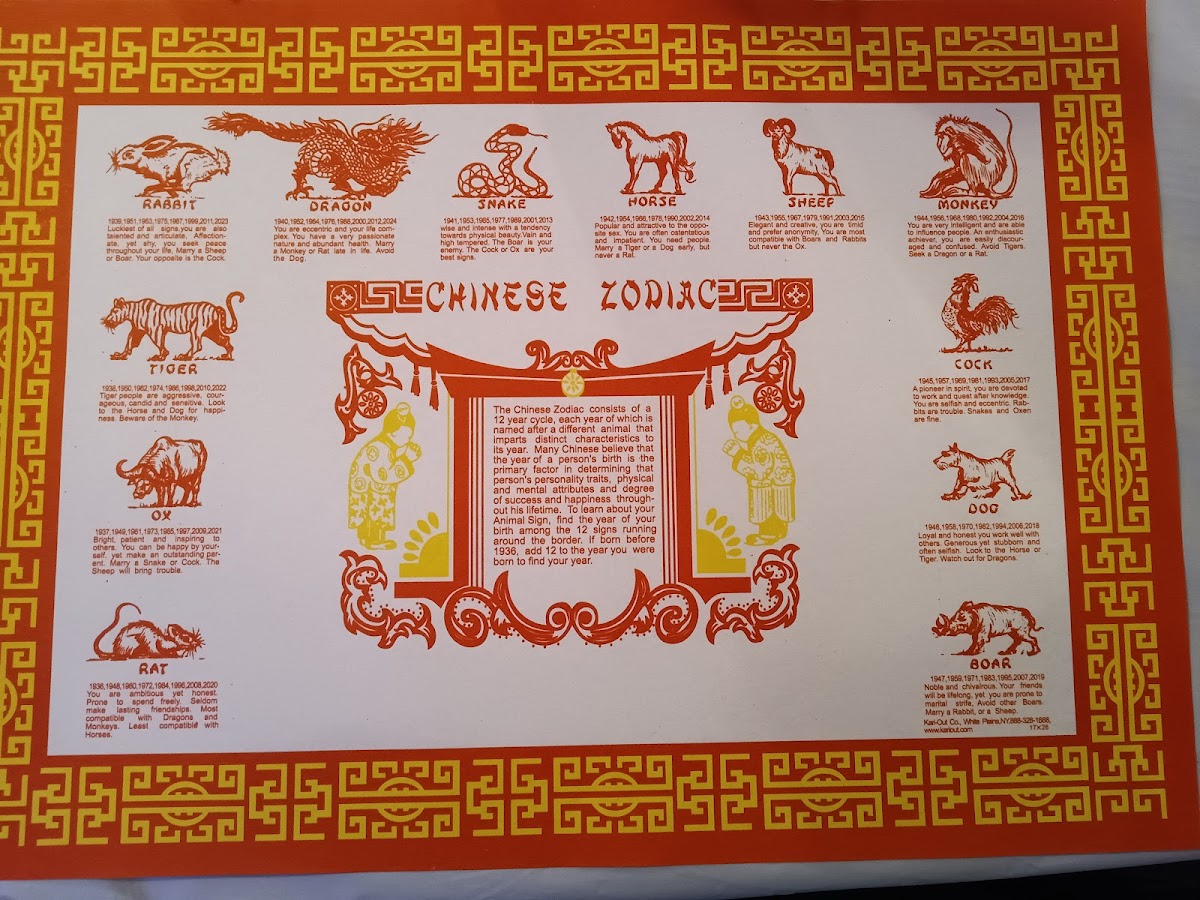 RABBIT
1939,1951,1963,1975,1987,1999,2011,2023
Luckiest of all signs,you are also
talented and articulate. Affection-
ate, yet shy, you seek peace
throughout your life. Marry a Sheep
or Boar. Your opposite is the Cock.
DRAGON
1940,1952,1964,1976,1988,2000,2012,2024
You are eccentric and your life com-
plex. You have a very passionate
nature and abundant health. Marry
a Monkey or Rat late in life. Avoid
the Dog.
SNAKE
1941,1953,1965,1977,1989,2001,2013
wise and intense with a tendency
towards physical beauty.Vain and
high tempered. The Boar is your
enemy. The Cock or Ox are your
best signs.
HORSE
1942,1954,1966,1978,1990,2002,2014
Popular and attractive to the oppo-
site sex. You are often ostentatious
and impatient. You need people.
Marry a Tiger or a Dog early, but
never a Rat.
SHEEP
1943,1955,1967,1979,1991,2003,2015
Elegant and creative, you are timid
and prefer anonymity. You are most
compatible with Boars and Rabbits
but never the Ox.
MONKEY
1944,1956,1968,1980,1992,2004,2016
You are very intelligent and are able
to influence people. An enthusiastic
achiever, you are easily discour-
aged and confused. Avoid Tigers.
Seek a Dragon or a Rat.
TIGER
1938,1950,1962,1974,1986,1998,2010,2022
Tiger people are aggressive, cour-
ageous, candid and sensitive. Look
to the Horse and Dog for happi-
ness. Beware of the Monkey.
CHINESE ZODIAC
The Chinese Zodiac consists of a
12 year cycle, each year of which is
named after a different animal that
imparts distinct characteristics to
its year. Many Chinese believe that
the year of a person's birth is the
primary factor in determining that
person's personality traits, physical
and mental attributes and degree
of success and happiness through-
out his lifetime. To learn about your
Animal Sign, find the year of your
birth among the 12 signs running
around the border. If born before
1936, add 12 to the year you were
born to find your year.
COCK
1945,1957,1969,1981,1993,2005,2017
A pioneer in spirit, you are devoted
to work and quest after knowledge.
You are selfish and eccentric. Rab-
bits are trouble. Snakes and Oxen
are fine.
OX
1937,1949,1961,1973,1985,1997,2009,2021
Bright, patient and inspiring to
others. You can be happy by your-
self, yet make an outstanding par-
ent. Marry a Snake or Cock. The
Sheep will bring trouble.
DOG
1946,1958,1970,1982,1994,2006,2018
Loyal and honest you work well with
others. Generous yet stubborn and
often selfish. Look to the Horse or
Tiger. Watch out for Dragons.
RAT
1936,1948,1960,1972,1984,1996,2008,2020
You are ambitious yet honest.
Prone to spend freely. Seldom
make lasting friendships. Most
compatible with Dragons and
Monkeys. Least compatible with
Horses.
BOAR
1947,1959,1971,1983,1995,2007,2019
Noble and chivalrous. Your friends
will be lifelong, yet you are prone to
marital strife. Avoid other Boars.
Marry a Rabbit, or a Sheep.
Kari-Out Co., White Plains,NY,888-328-1688,
www.kariout.com 17×26